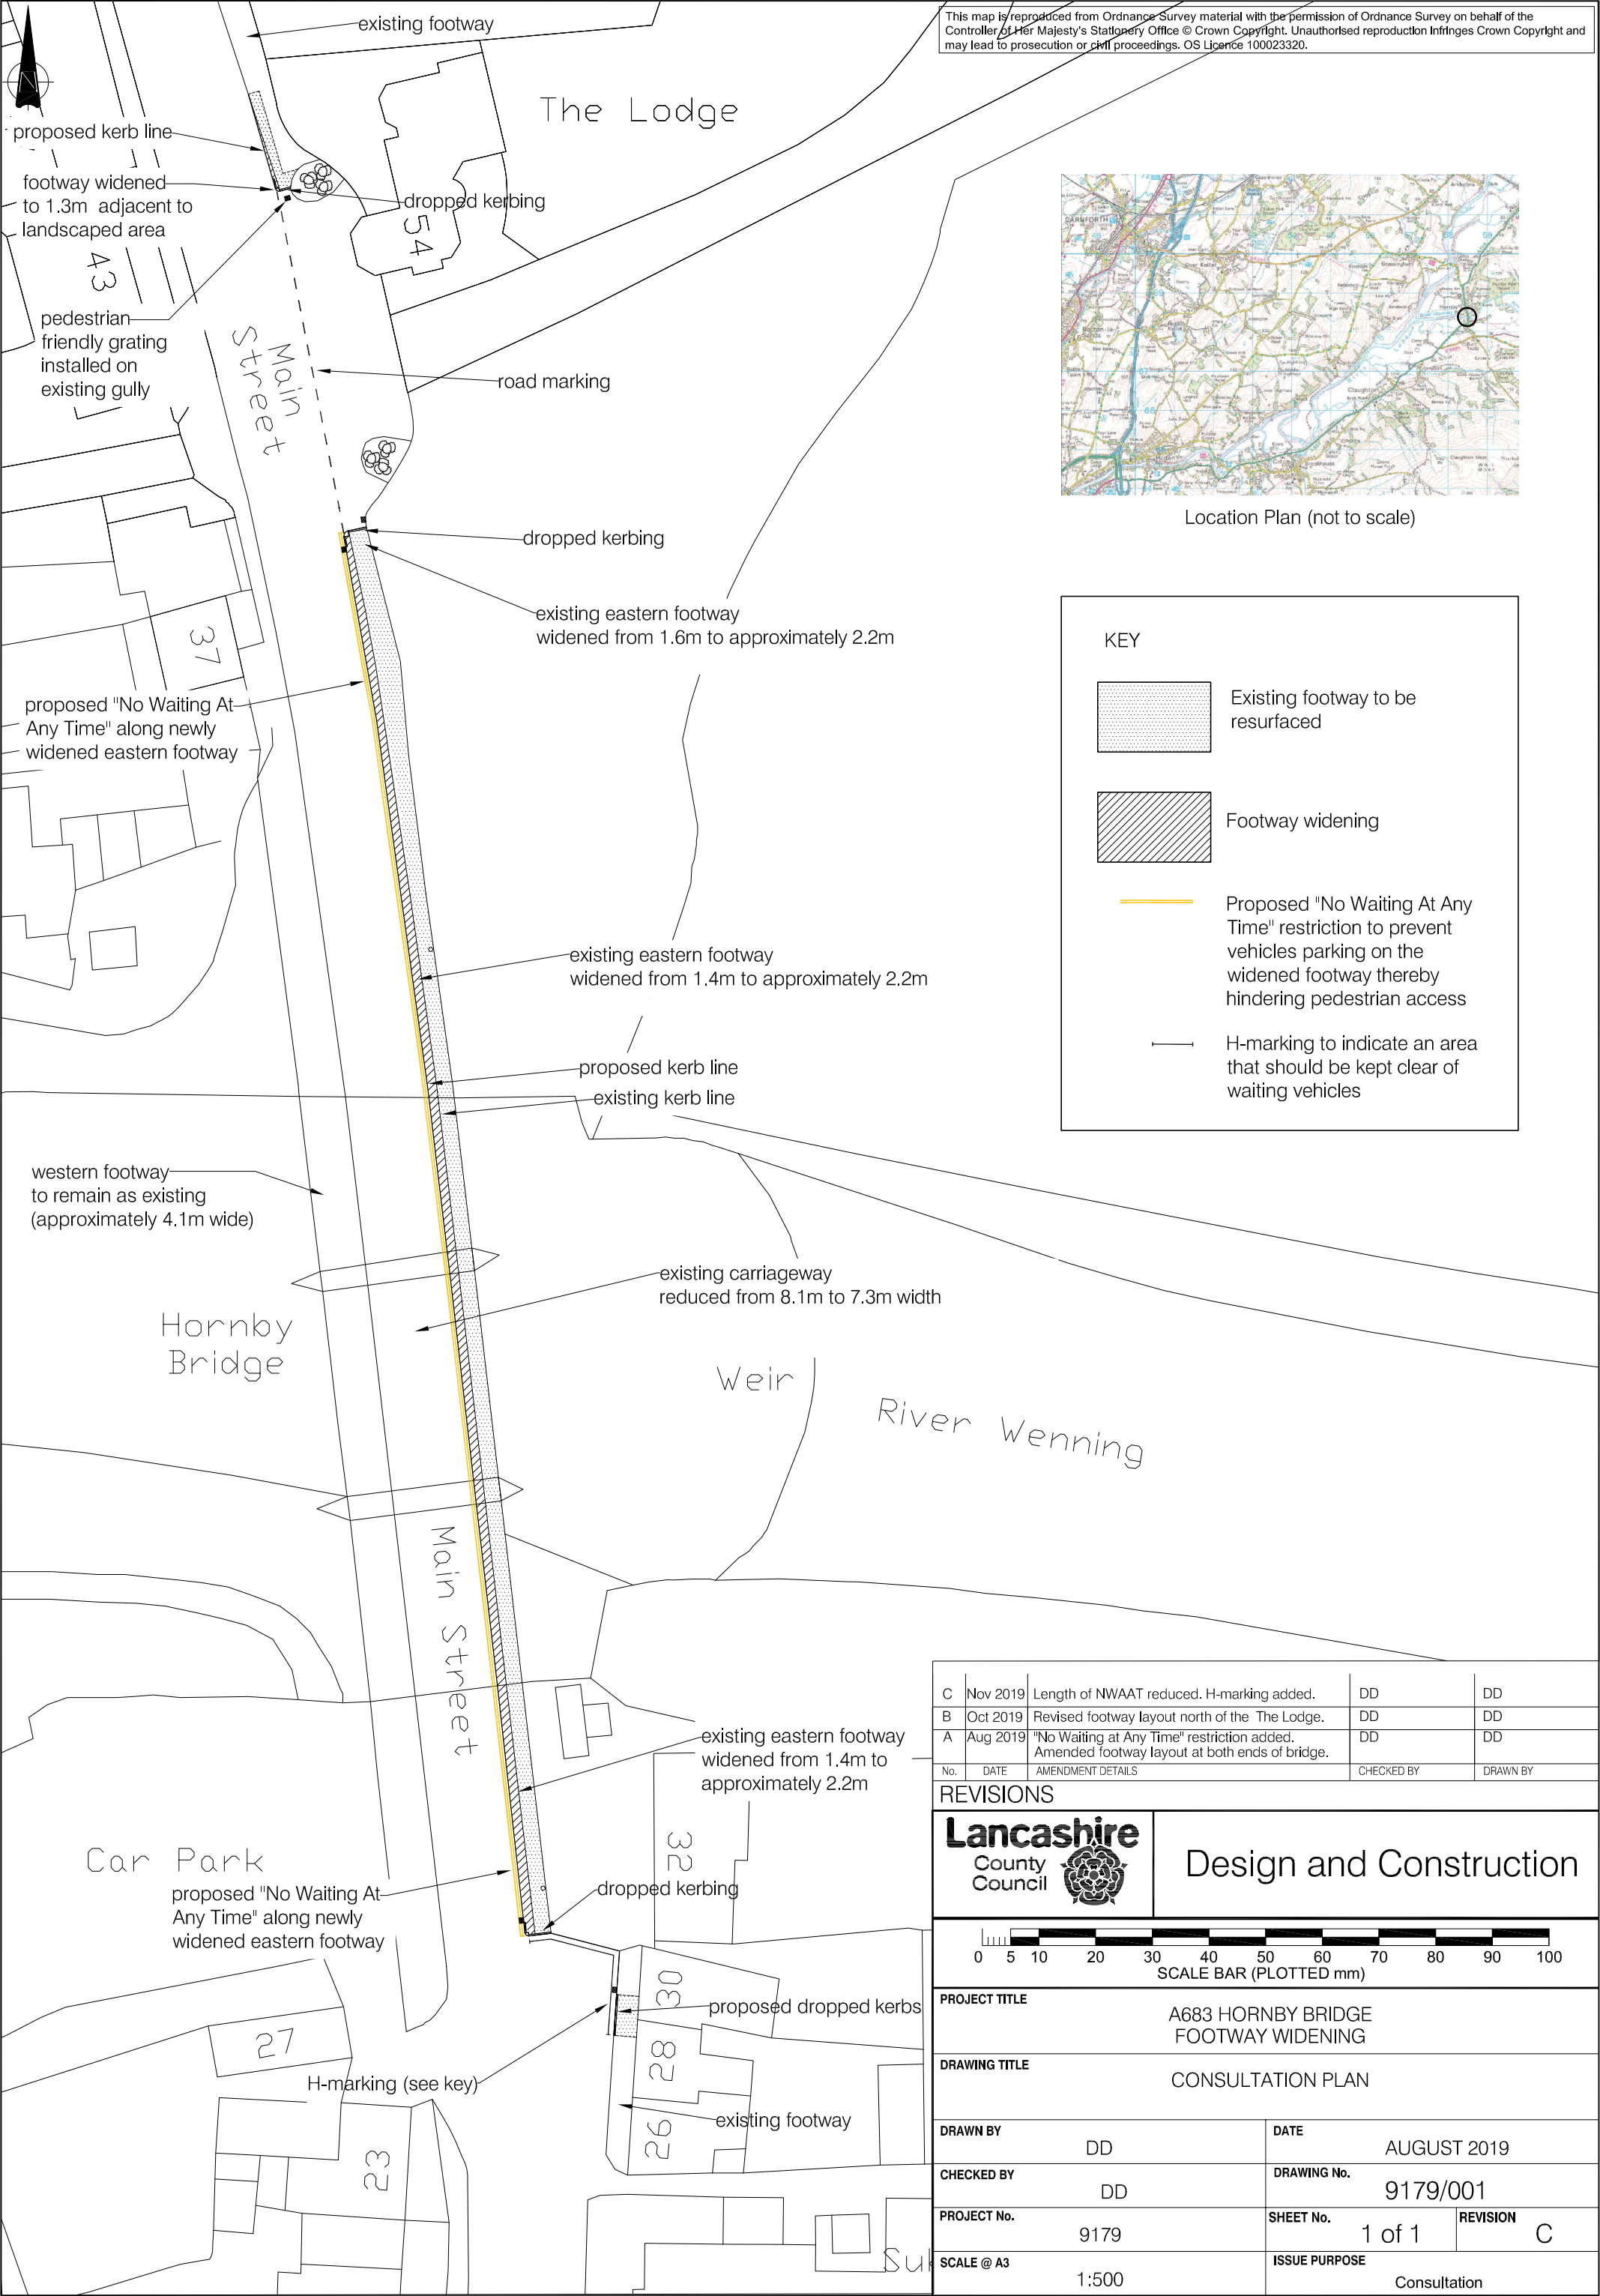 existing footway
This map is reproduced from Ordnance Survey material with the permission of Ordnance Survey on behalf of the
Controller of Her Majesty's Stationery Office © Crown Copyright. Unauthorised reproduction infringes Crown Copyright and
may lead to prosecution or civil proceedings. OS Licence 100023320.
N
The Lodge
proposed kerb line
footway widened
to 1.3m adjacent to
landscaped area
dropped kerbing
54
43
pedestrian
friendly grating
installed on
existing gully
Main
Street
road marking
Location Plan (not to scale)
dropped kerbing
existing eastern footway
widened from 1.6m to approximately 2.2m
37
proposed "No Waiting At
Any Time" along newly
widened eastern footway
KEY
Existing footway to be
resurfaced
Footway widening
Proposed "No Waiting At Any
Time" restriction to prevent
vehicles parking on the
widened footway thereby
hindering pedestrian access
H-marking to indicate an area
that should be kept clear of
waiting vehicles
existing eastern footway
widened from 1.4m to approximately 2.2m
proposed kerb line
existing kerb line
western footway
to remain as existing
(approximately 4.1m wide)
existing carriageway
reduced from 8.1m to 7.3m width
Hornby
Bridge
Weir
River Wenning
Main Street
existing eastern footway
widened from 1.4m to
approximately 2.2m
32
Car Park
proposed "No Waiting At
Any Time" along newly
widened eastern footway
dropped kerbing
30
proposed dropped kerbs
27
28
H-marking (see key)
existing footway
26
23
C Nov 2019 Length of NWAAT reduced. H-marking added. DD DD
B Oct 2019 Revised footway layout north of the The Lodge. DD DD
A Aug 2019 "No Waiting at Any Time" restriction added. DD DD
Amended footway layout at both ends of bridge.
No. DATE AMENDMENT DETAILS CHECKED BY DRAWN BY
REVISIONS
Lancashire
County
Council
Design and Construction
0 5 10 20 30 40 50 60 70 80 90 100
SCALE BAR (PLOTTED mm)
PROJECT TITLE
A683 HORNBY BRIDGE
FOOTWAY WIDENING
DRAWING TITLE
CONSULTATION PLAN
DRAWN BY
DD
DATE
AUGUST 2019
CHECKED BY
DD
DRAWING No.
9179/001
PROJECT No.
9179
SHEET No.
1 of 1
REVISION
C
SCALE @ A3
1:500
ISSUE PURPOSE
Consultation